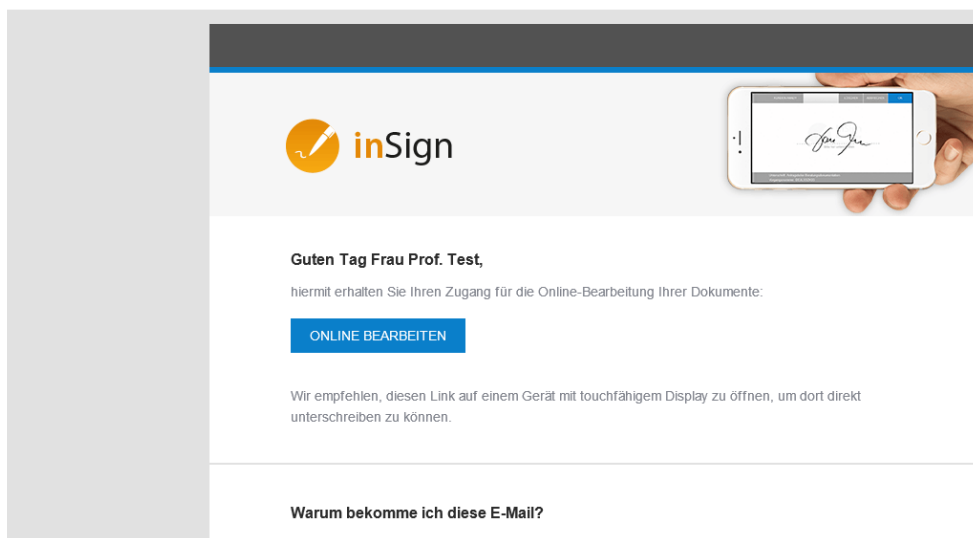 inSign
Guten Tag Frau Prof. Test,
hiermit erhalten Sie Ihren Zugang für die Online-Bearbeitung Ihrer Dokumente:
ONLINE BEARBEITEN
Wir empfehlen, diesen Link auf einem Gerät mit touchfähigem Display zu öffnen, um dort direkt
unterschreiben zu können.
Warum bekomme ich diese E-Mail?